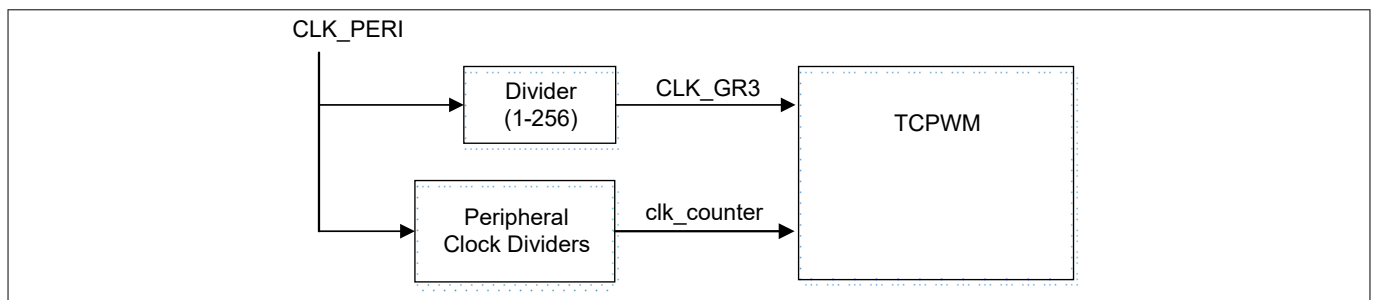 CLK_PERI
Divider
(1-256)
CLK_GR3
TCPWM
Peripheral
Clock Dividers
clk_counter